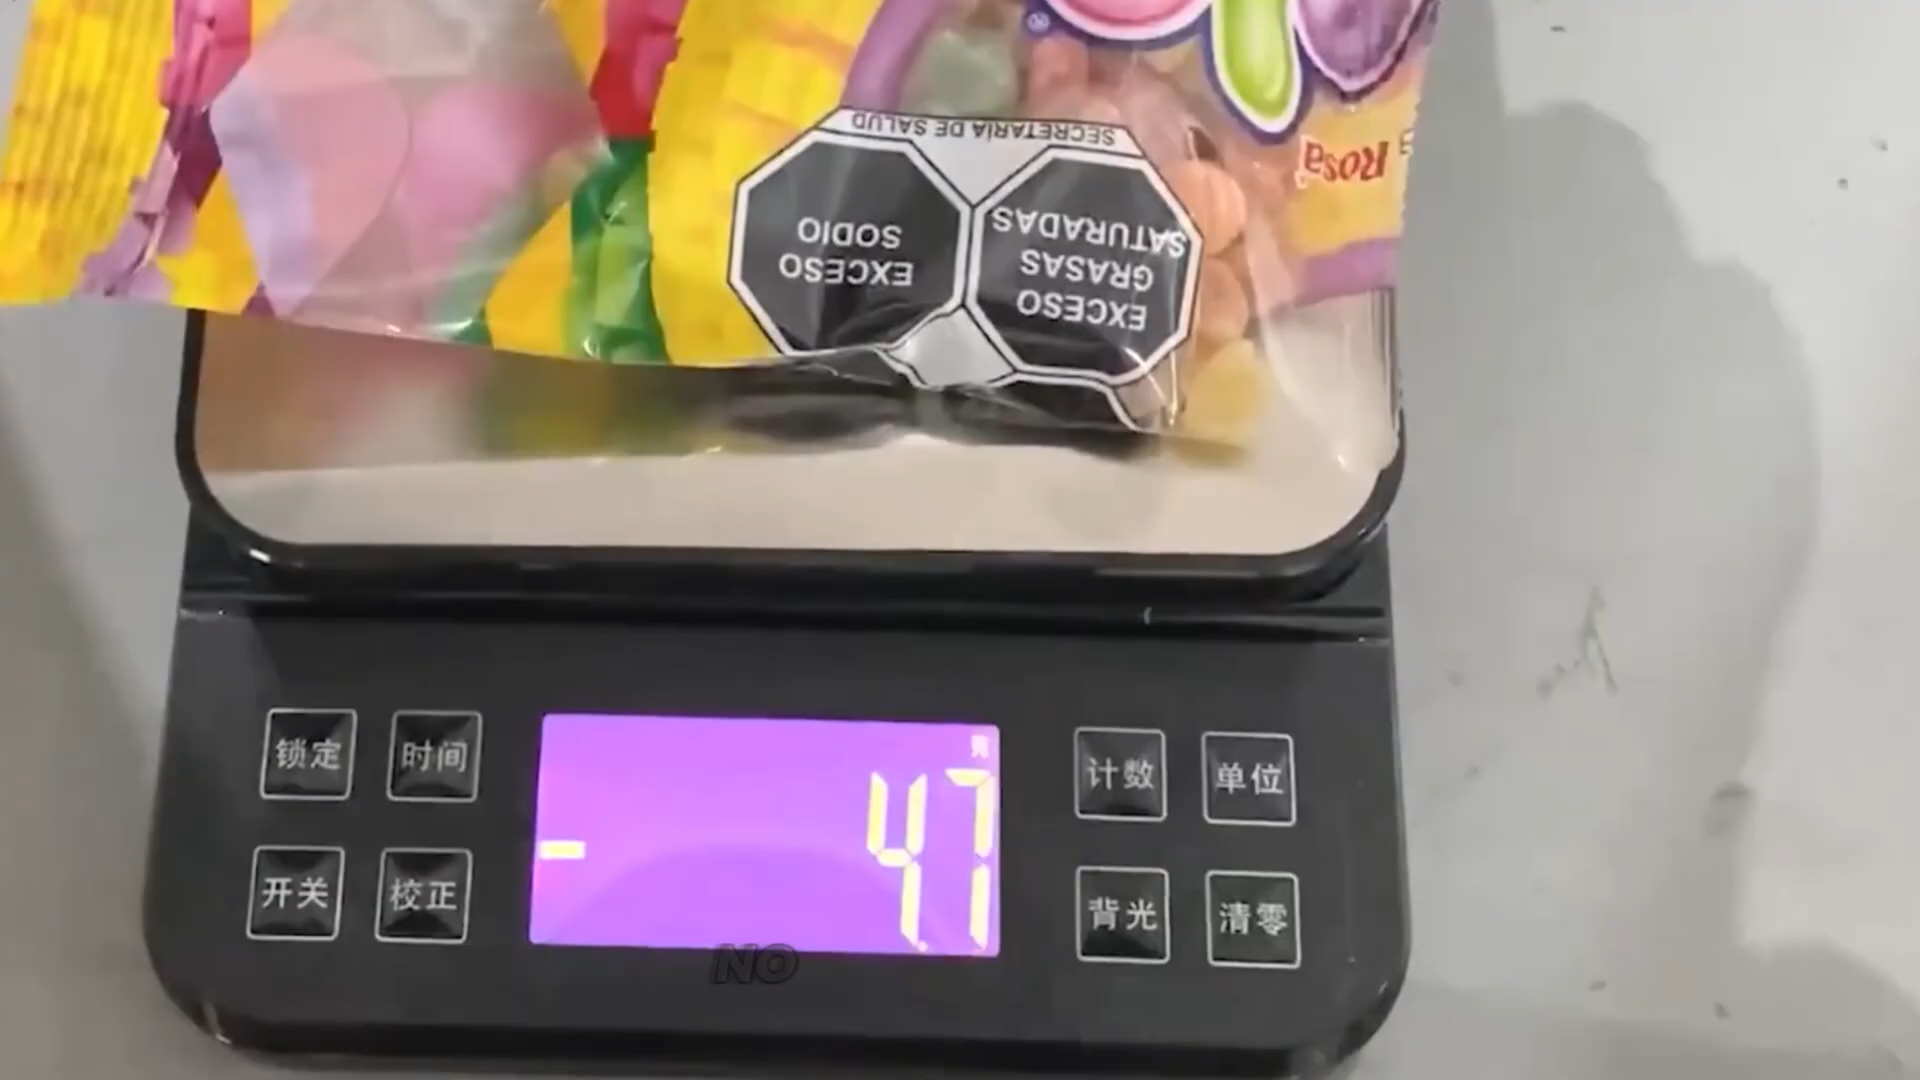 Rosa
SECRETARÍA DE SALUD
EXCESO
SODIO
EXCESO
GRASAS
SATURADAS
®
锁定
时间
计数
单位
开关
校正
背光
清零
克
-47
NO